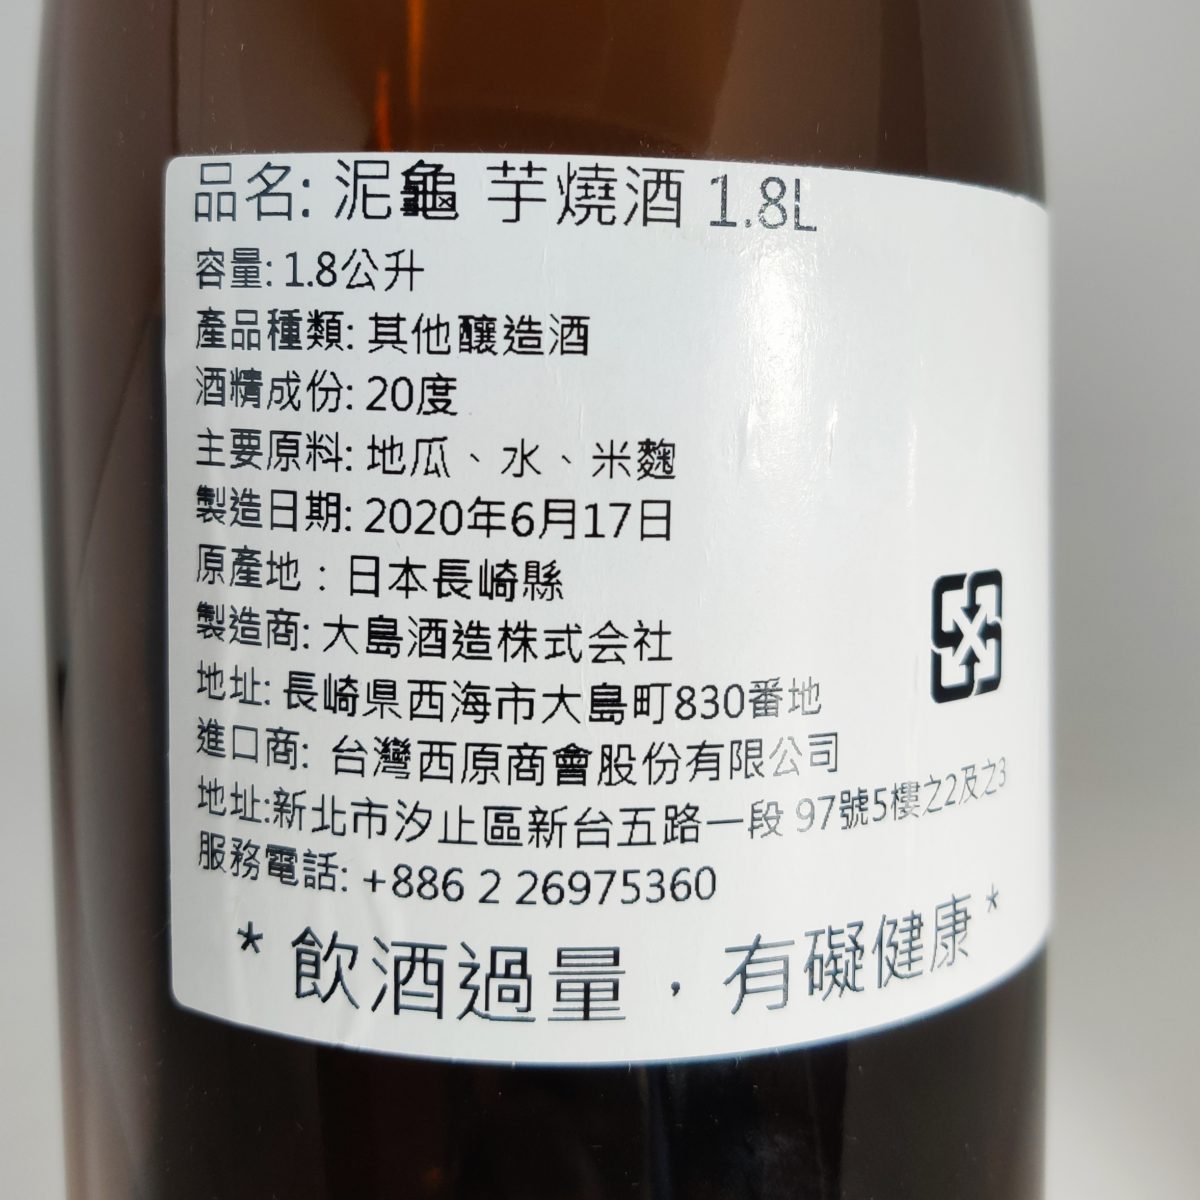 品名: 泥龜 芋燒酒 1.8L
容量: 1.8公升
產品種類: 其他釀造酒
酒精成份: 20度
主要原料: 地瓜、水、米麴
製造日期: 2020年6月17日
原產地：日本長崎縣
製造商: 大島酒造株式会社
地址: 長崎県西海市大島町830番地
進口商: 台灣西原商會股份有限公司
地址:新北市汐止區新台五路一段 97號5樓之2及之3
服務電話: +886 2 26975360
* 飲酒過量，有礙健康 *